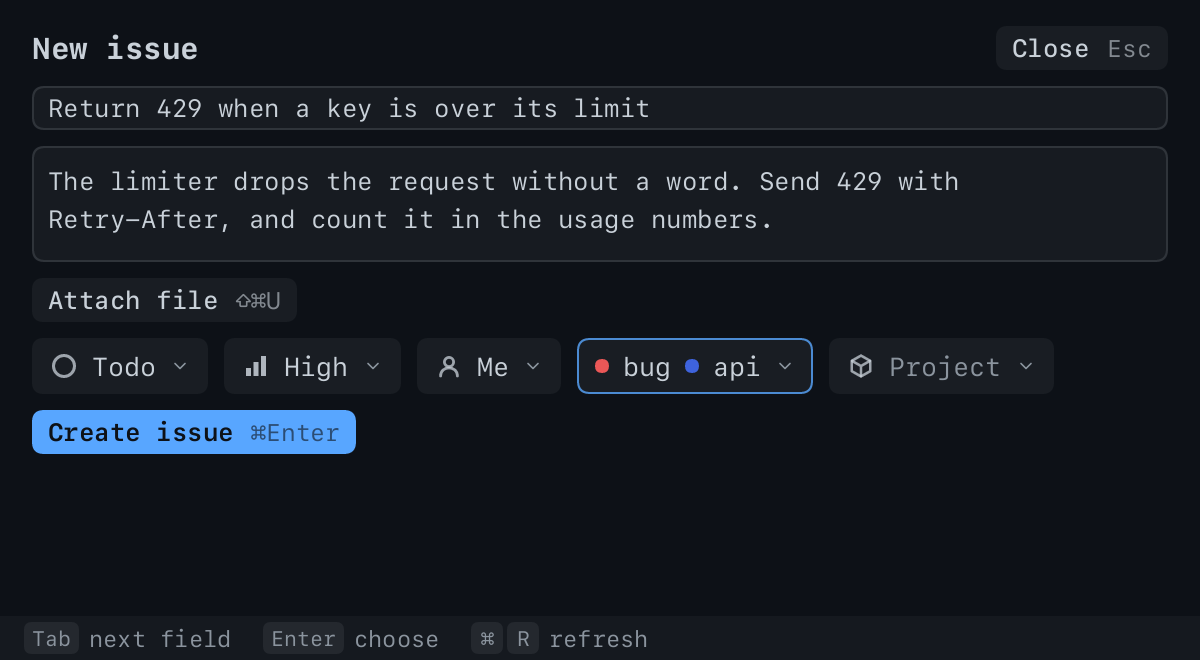 New issue
Close Esc
Return 429 when a key is over its limit
The limiter drops the request without a word. Send 429 with
Retry-After, and count it in the usage numbers.
Attach file ⇧⌘U
Todo High Me bug api Project
Create issue ⌘Enter
Tab next field Enter choose ⌘ R refresh